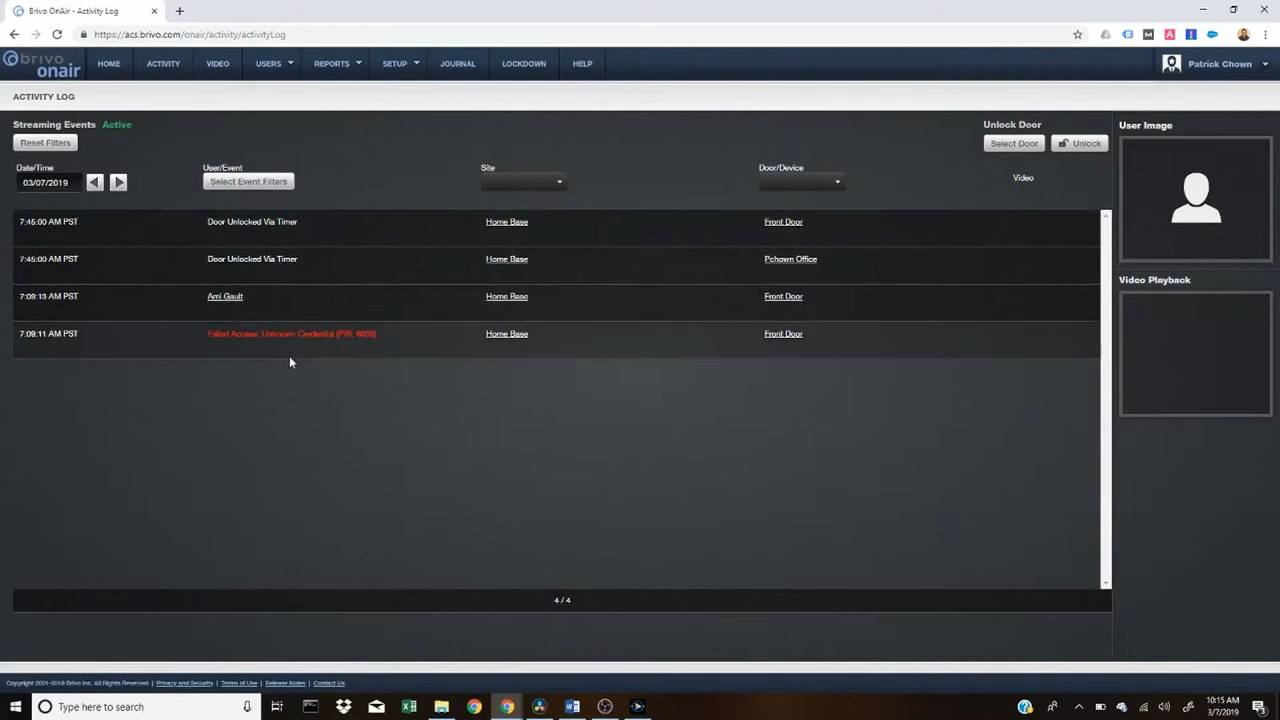 Brivo OnAir - Activity Log
https://acs.brivo.com/onair/activity/activityLog
brivo onair HOME ACTIVITY VIDEO USERS REPORTS SETUP JOURNAL LOCKDOWN HELP Patrick Chown
ACTIVITY LOG
Streaming Events Active Unlock Door User Image
Reset Filters Select Door Unlock
Date/Time User/Event Site Door/Device Video
03/07/2019 Select Event Filters
7:45:00 AM PST Door Unlocked Via Timer Home Base Front Door
7:45:00 AM PST Door Unlocked Via Timer Home Base Pchown Office
Video Playback
7:09:13 AM PST Ami Gault Home Base Front Door
7:09:11 AM PST Failed Access: Unknown Credential (PIN: Home Base Front Door
4 / 4
Copyright 2001-2019 Brivo Inc. All Rights Reserved. | Privacy and Security | Terms of Use | Release Notes | Contact Us
Type here to search
10:15 AM
3/7/2019